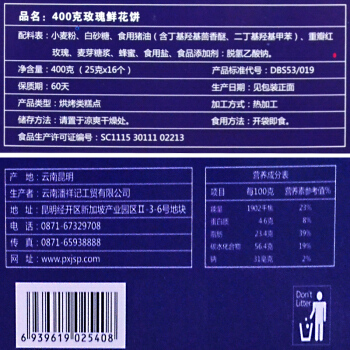 品名：400克玫瑰鲜花饼
配料表：小麦粉、白砂糖、食用猪油（含丁基羟基茴香醚、二丁基羟基甲苯）、重瓣红
玫瑰、麦芽糖浆、蜂蜜、食用盐、食品添加剂：脱氢乙酸钠。
净含量：400克（25克x16个） 产品标准号：DBS53/019
保质期：60天 生产日期：见包装正面
产品类型：烘烤类糕点 加工方式：热加工
储存方法：请置于凉爽干燥处。 食用方法：开袋即食。
食品生产许可证编号：SC1115 30111 02213
产 地：云南昆明
生产者：云南潘祥记工贸有限公司
地 址：昆明经开区新加坡产业园区Ⅱ-3-6号地块
电 话：0871-67329708
传 真：0871-65938888
网 址：www.pxjsp.com
营养成分表
项目 每100克 营养素参考值%
能量 1902千焦 23%
蛋白质 4.6克 8%
脂肪 23.4克 39%
碳水化合物 56.4克 19%
钠 31毫克 2%
Don't
Litter
6 939619 025408